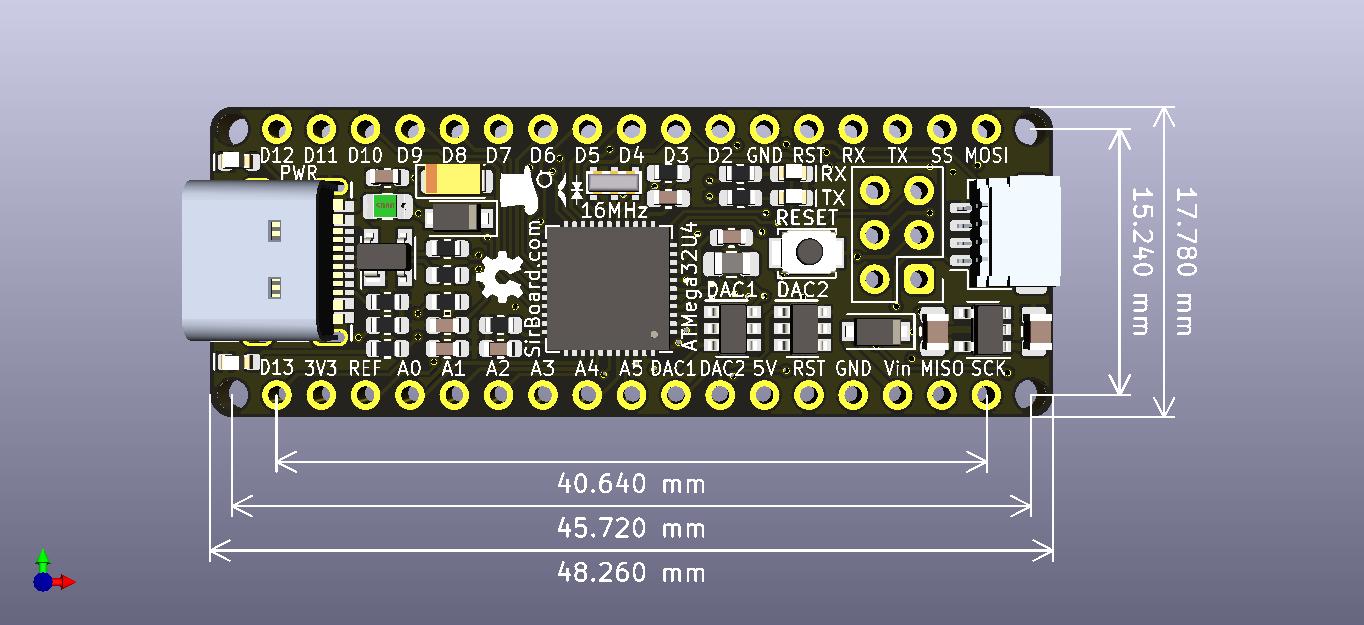 D12 D11 D10 D9 D8 D7 D6 D5 D4 D3 D2 GND RST RX TX SS MOSI
PWR
RX
TX
16MHz
RESET
SirBoard.com
ATMega32U4
DAC1 DAC2
D13 3V3 REF A0 A1 A2 A3 A4 A5 DAC1 DAC2 5V RST GND Vin MISO SCK
15.240 mm
17.780 mm
40.640 mm
45.720 mm
48.260 mm